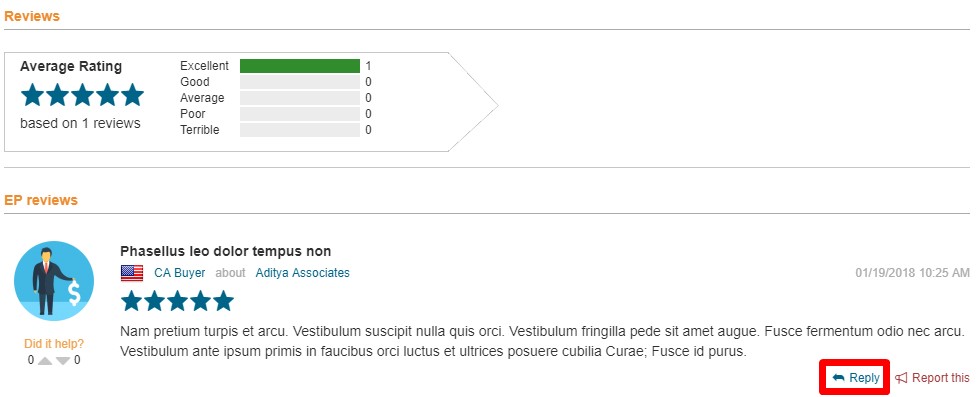 Reviews
Average Rating
based on 1 reviews
Excellent 1
Good 0
Average 0
Poor 0
Terrible 0
EP reviews
Phasellus leo dolor tempus non
CA Buyer about Aditya Associates 01/19/2018 10:25 AM
Nam pretium turpis et arcu. Vestibulum suscipit nulla quis orci. Vestibulum fringilla pede sit amet augue. Fusce fermentum odio nec arcu.
Vestibulum ante ipsum primis in faucibus orci luctus et ultrices posuere cubilia Curae; Fusce id purus.
$
Did it help?
0 0
Reply Report this